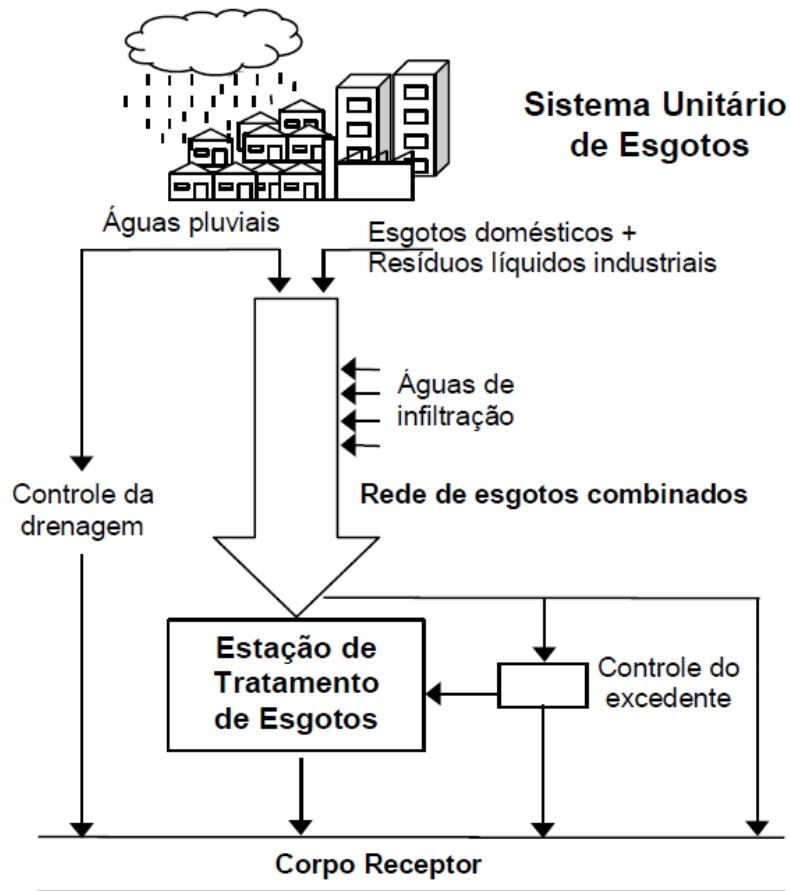 Sistema Unitário
de Esgotos
Águas pluviais
Esgotos domésticos +
Resíduos líquidos industriais
Águas de
infiltração
Rede de esgotos combinados
Controle da
drenagem
Estação de
Tratamento
de Esgotos
Controle do
excedente
Corpo Receptor